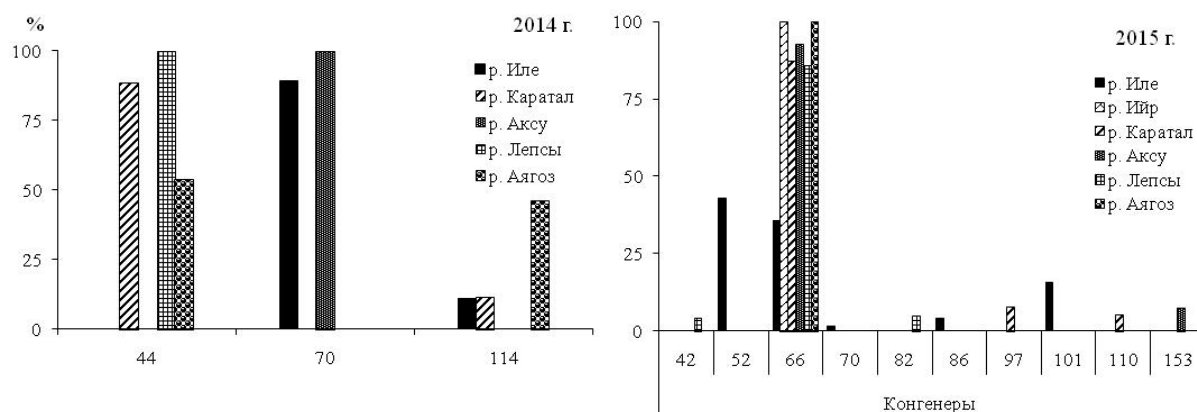 %
2014 г.
100
75
50
25
0
44 70 114
р. Иле
р. Каратал
р. Аксу
р. Лепсы
р. Аягоз
2015 г.
100
75
50
25
0
42 52 66 70 82 86 97 101 110 153
Конгенеры
р. Иле
р. Ийр
р. Каратал
р. Аксу
р. Лепсы
р. Аягоз